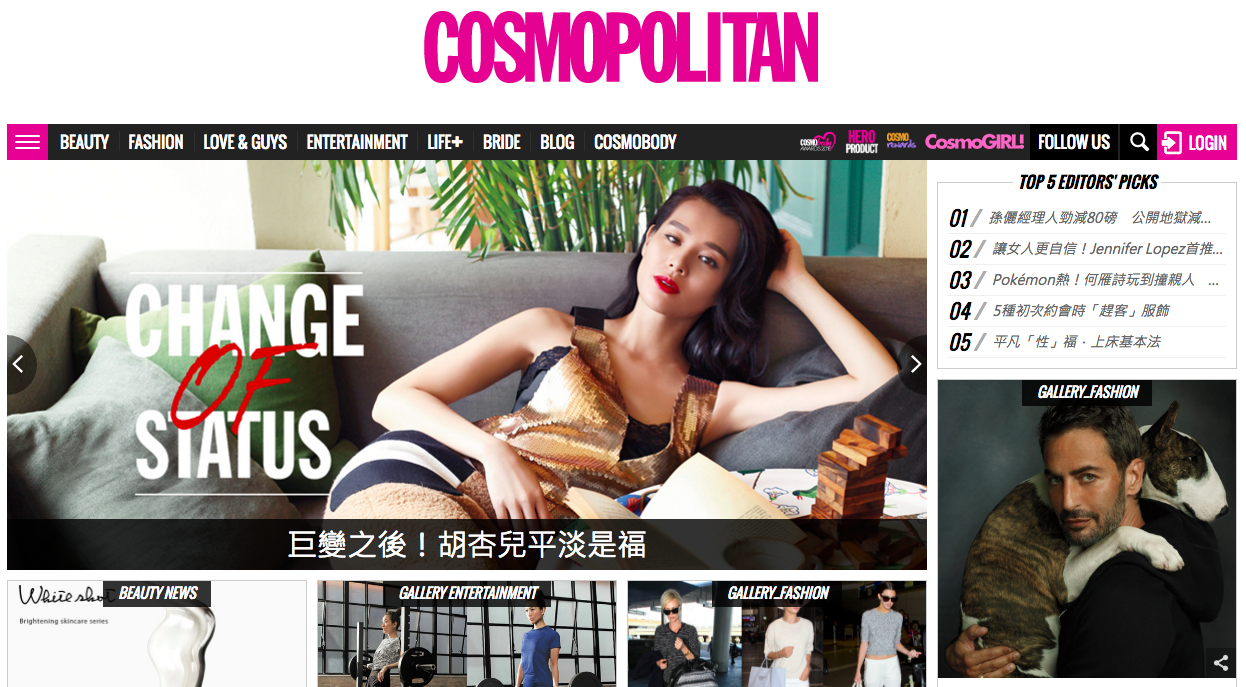 COSMOPOLITAN
BEAUTY
FASHION
LOVE & GUYS
ENTERTAINMENT
LIFE+
BRIDE
BLOG
COSMOBODY
COSMO body
AWARDS 2016
HERO
PRODUCT
COSMO
rewards
CosmoGIRL!
FOLLOW US
LOGIN
CHANGE
OF
STATUS
巨變之後！胡杏兒平淡是福
TOP 5 EDITORS' PICKS
01 / 孫儷經理人勁減80磅 公開地獄減...
02 / 讓女人更自信！Jennifer Lopez首推...
03 / Pokémon熱！何雁詩玩到撞親人 ...
04 / 5種初次約會時「趕客」服飾
05 / 平凡「性」福．上床基本法
GALLERY_FASHION
White shot
Brightening skincare series
BEAUTY NEWS
GALLERY ENTERTAINMENT
GALLERY_FASHION